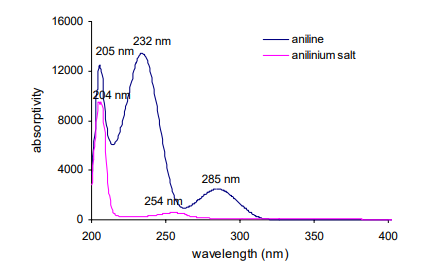 16000
12000
8000
4000
0
absorptivity
205 nm
232 nm
204 nm
254 nm
285 nm
aniline
anilinium salt
200
250
300
350
400
wavelength (nm)